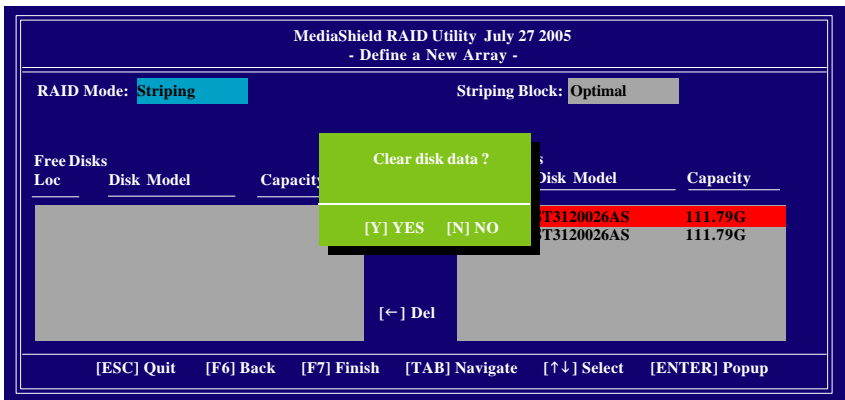 MediaShield RAID Utility July 27 2005
- Define a New Array -
RAID Mode: Striping
Striping Block: Optimal
Free Disks
Loc Disk Model
Clear disk data ?
[Y] YES [N] NO
Disk Model Capacity
ST3120026AS 111.79G
ST3120026AS 111.79G
[←] Del
[ESC] Quit [F6] Back [F7] Finish [TAB] Navigate [↑↓] Select [ENTER] Popup